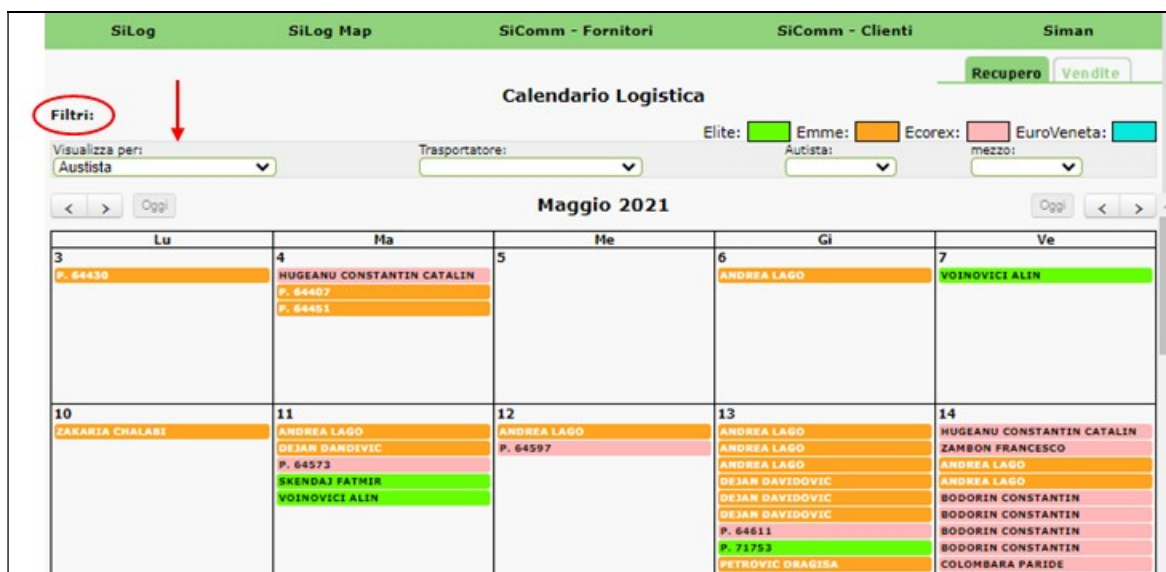 SiLog SiLog Map SiComm - Fornitori SiComm - Clienti Siman
Recupero Vendite
Calendario Logistica
Filtri:
Elite: Emme: Ecorex: EuroVeneta:
Visualizza per: Trasportatore: Autista: mezzo:
Austista
< > Oggi Maggio 2021 Oggi < >
Lu Ma Me Gi Ve
3 4 5 6 7
P. 64430 HUGEANU CONSTANTIN CATALIN ANDREA LAGO VOINOVICI ALIN
P. 64407
P. 64451
10 11 12 13 14
ZAKARIA CHALABI ANDREA LAGO ANDREA LAGO ANDREA LAGO HUGEANU CONSTANTIN CATALIN
DEJAN DANDIVIC P. 64597 ANDREA LAGO ZAMBON FRANCESCO
P. 64573 ANDREA LAGO ANDREA LAGO
SKENDAJ FATMIR DEJAN DAVIDOVIC ANDREA LAGO
VOINOVICI ALIN DEJAN DAVIDOVIC BODORIN CONSTANTIN
DEJAN DAVIDOVIC BODORIN CONSTANTIN
P. 64611 BODORIN CONSTANTIN
P. 71753 BODORIN CONSTANTIN
PETROVIC DRAGISA COLOMBARA PARIDE